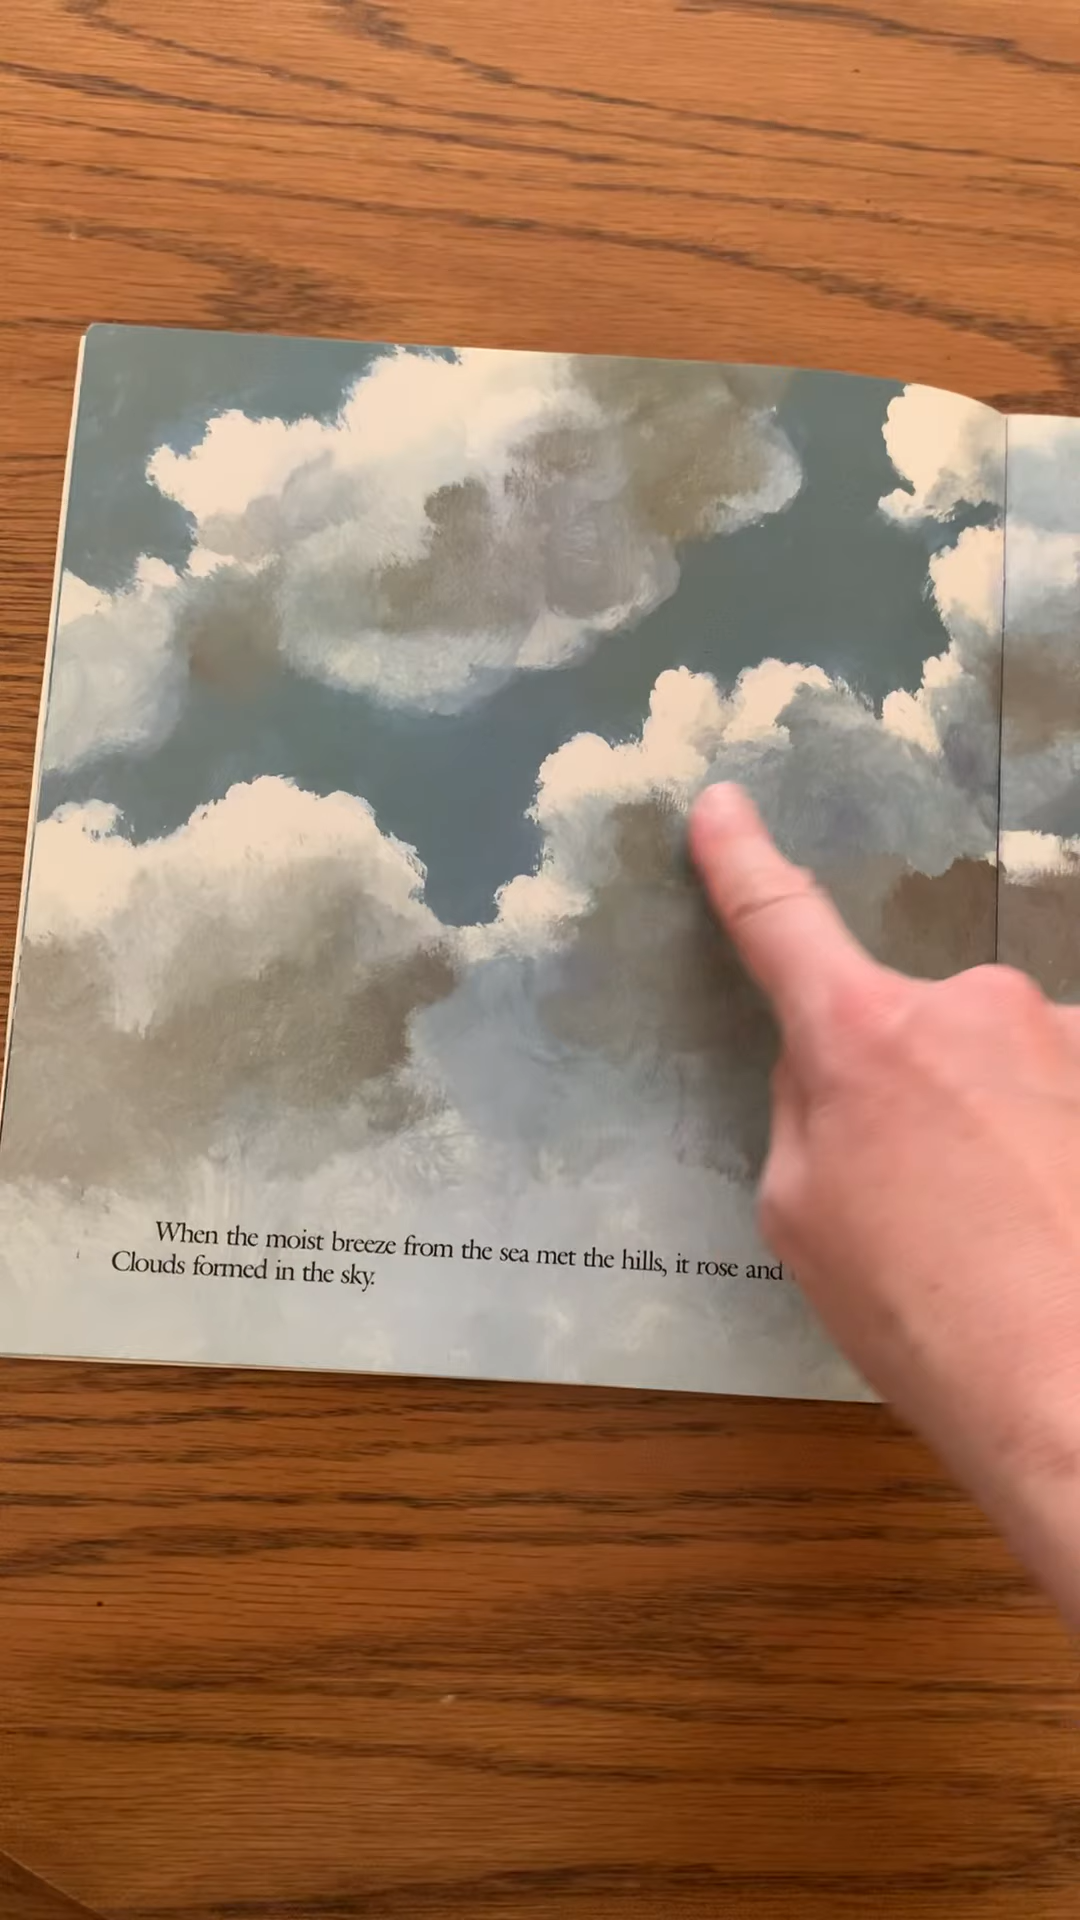 When the moist breeze from the sea met the hills, it rose and
Clouds formed in the sky.